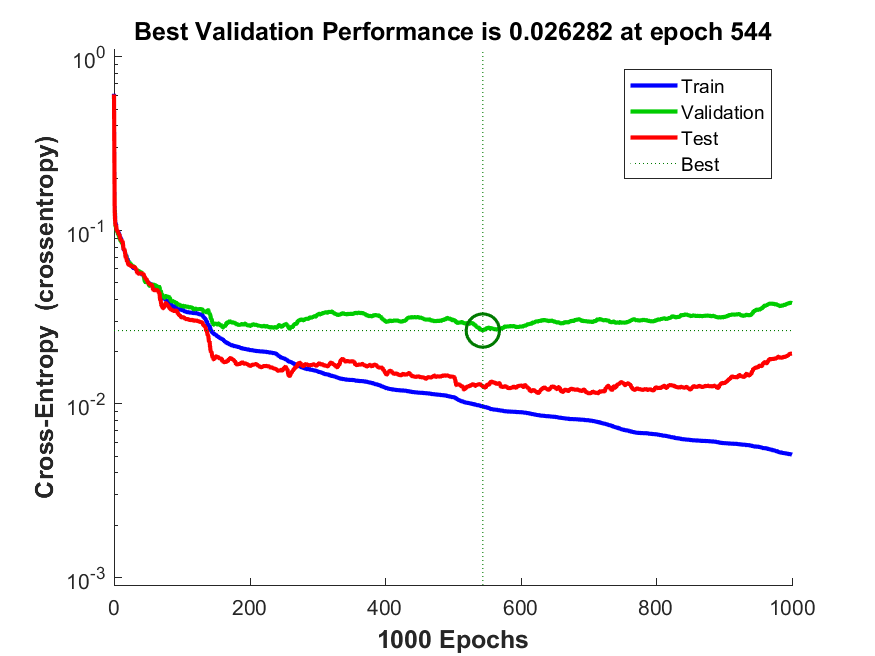 Best Validation Performance is 0.026282 at epoch 544
Cross-Entropy (crossentropy)
10^0
10^-1
10^-2
10^-3
Train
Validation
Test
Best
0 200 400 600 800 1000
1000 Epochs